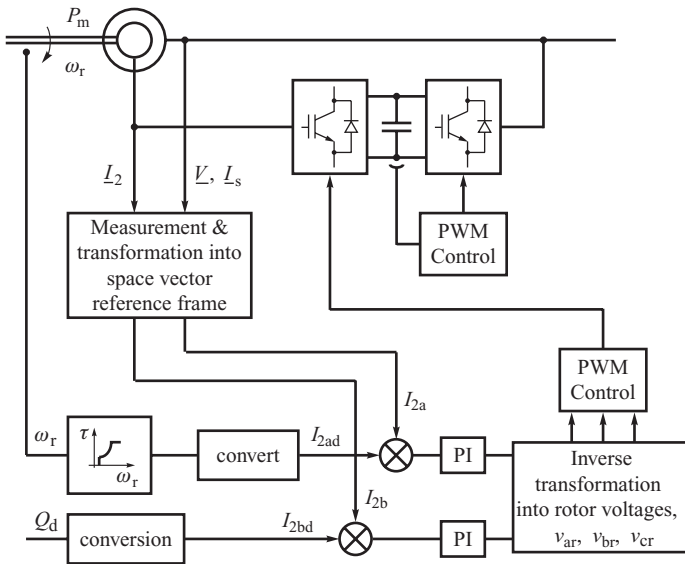 P_m
ω_r
I_2
V, I_s
Measurement &
transformation into
space vector
reference frame
PWM
Control
PWM
Control
I_2a
ω_r
τ
ω_r
convert
I_2ad
PI
Inverse
transformation
into rotor voltages,
v_ar, v_br, v_cr
I_2b
Q_d
conversion
I_2bd
PI